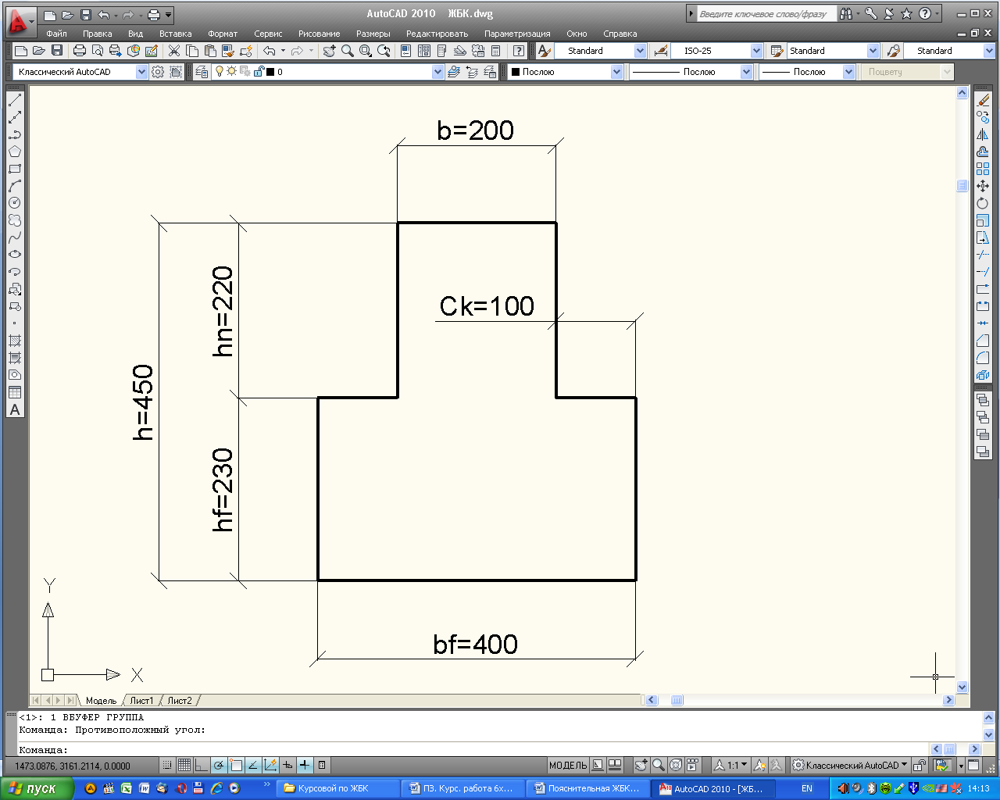 AutoCAD 2010 ЖБК.dwg
Введите ключевое слово/фразу
Файл Правка Вид Вставка Формат Сервис Рисование Размеры Редактировать Параметризация Окно Справка
Standard ISO-25 Standard Standard
Классический AutoCAD 0 Послою Послою Послою Поцвету
b=200
Ck=100
hn=220
h=450
hf=230
bf=400
Y
X
Модель Лист1 Лист2
<1>: 1 ВБУФЕР ГРУППА
Команда: Противоположный угол:
Команда:
1473.0876, 3161.2114, 0.0000 МОДЕЛЬ 1:1 Классический AutoCAD
пуск Курсовой по ЖБК ПЗ. Курс. работа 6х... Пояснительная ЖБК... AutoCAD 2010 - [ЖБ... EN 14:13